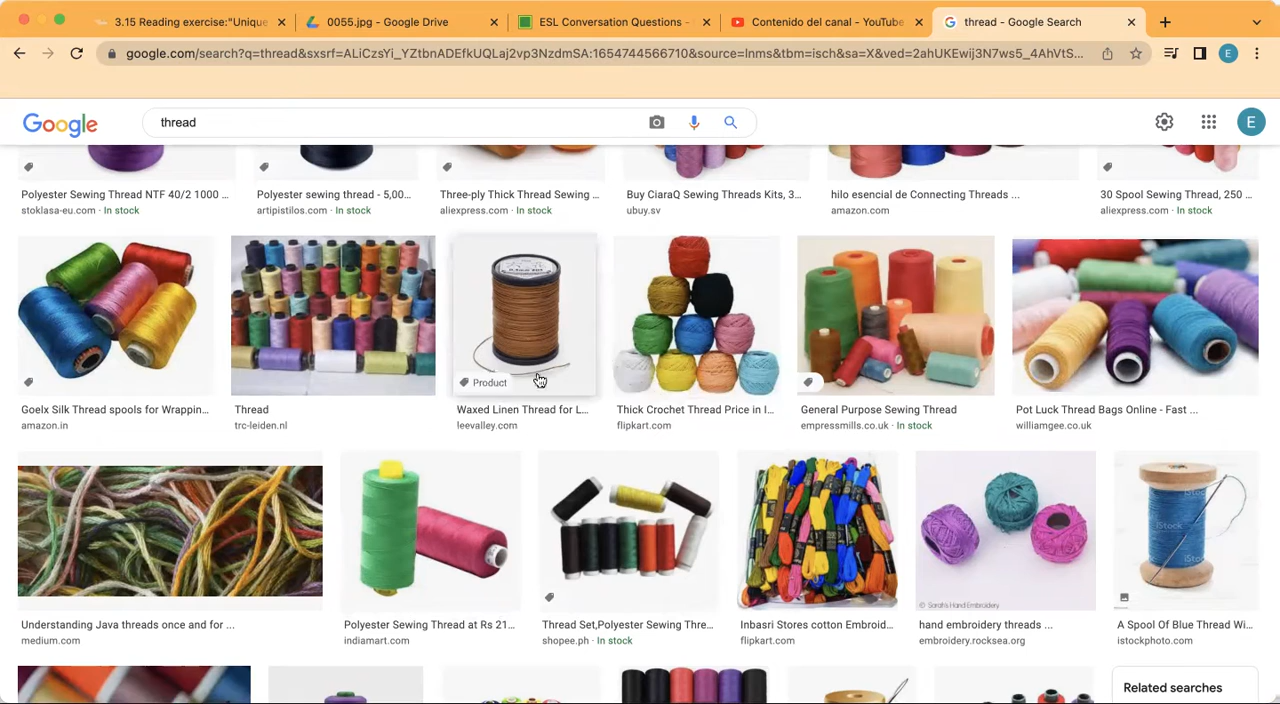 3.15 Reading exercise:"Unique
0055.jpg - Google Drive
ESL Conversation Questions -
Contenido del canal - YouTube
thread - Google Search
google.com/search?q=thread&sxsrf=ALiCzsYi_YZtbnADEfkUQLaj2vp3NzdmSA:1654744566710&source=lnms&tbm=isch&sa=X&ved=2ahUKEwij3N7ws5_4AhVtS...
E
Google
thread
E
Polyester Sewing Thread NTF 40/2 1000 ...
stoklasa-eu.com · In stock
Polyester sewing thread - 5,00...
artipistilos.com · In stock
Three-ply Thick Thread Sewing ...
aliexpress.com · In stock
Buy CiaraQ Sewing Threads Kits, 3...
ubuy.sv
hilo esencial de Connecting Threads ...
amazon.com
30 Spool Sewing Thread, 250 ...
aliexpress.com · In stock
Product
Goelx Silk Thread spools for Wrappin...
amazon.in
Thread
trc-leiden.nl
Waxed Linen Thread for L...
leevalley.com
Thick Crochet Thread Price in I...
flipkart.com
General Purpose Sewing Thread
empressmills.co.uk · In stock
Pot Luck Thread Bags Online - Fast ...
williamgee.co.uk
iStock
© Sarah's Hand Embroidery
Understanding Java threads once and for ...
medium.com
Polyester Sewing Thread at Rs 21...
indiamart.com
Thread Set,Polyester Sewing Thre...
shopee.ph · In stock
Inbasri Stores cotton Embroid...
flipkart.com
hand embroidery threads ...
embroidery.rocksea.org
A Spool Of Blue Thread Wi...
istockphoto.com
Related searches